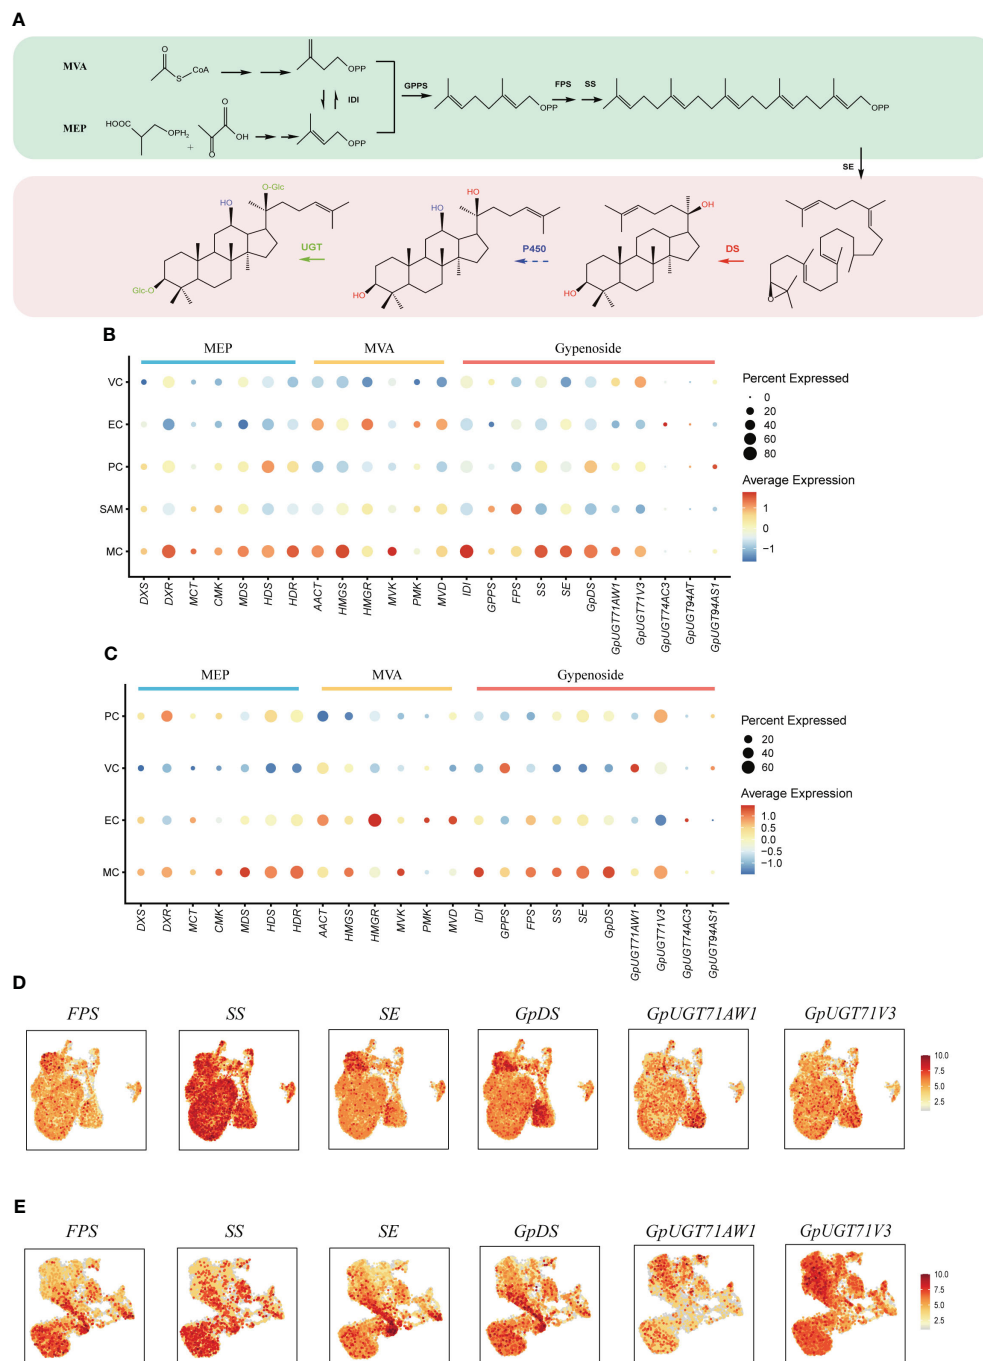 A
MVA
O
S
CoA
OPP
IDI
GPPS
OPP
FPS
SS
OPP
MEP
HOOC
OPH₂
+
O
O
OH
OPP
SE
O-Glc
HO
Glc-O
UGT
HO
HO
HO
P450
OH
HO
DS
O
B
MEP
MVA
Gypenoside
VC
EC
PC
SAM
MC
DXS
DXR
MCT
CMK
MDS
HDS
HDR
AACT
HMGS
HMGR
MVK
PMK
MVD
IDI
GPPS
FPS
SS
SE
GpDS
GpUGT71AW1
GpUGT71V3
GpUGT74AC3
GpUGT94AT
GpUGT94AS1
Percent Expressed
0
20
40
60
80
Average Expression
1
0
−1
C
MEP
MVA
Gypenoside
PC
VC
EC
MC
DXS
DXR
MCT
CMK
MDS
HDS
HDR
AACT
HMGS
HMGR
MVK
PMK
MVD
IDI
GPPS
FPS
SS
SE
GpDS
GpUGT71AW1
GpUGT71V3
GpUGT74AC3
GpUGT94AS1
Percent Expressed
20
40
60
Average Expression
1.0
0.5
0.0
−0.5
−1.0
D
FPS SS SE GpDS GpUGT71AW1 GpUGT71V3
10.0
7.5
5.0
2.5
E
FPS SS SE GpDS GpUGT71AW1 GpUGT71V3
10.0
7.5
5.0
2.5